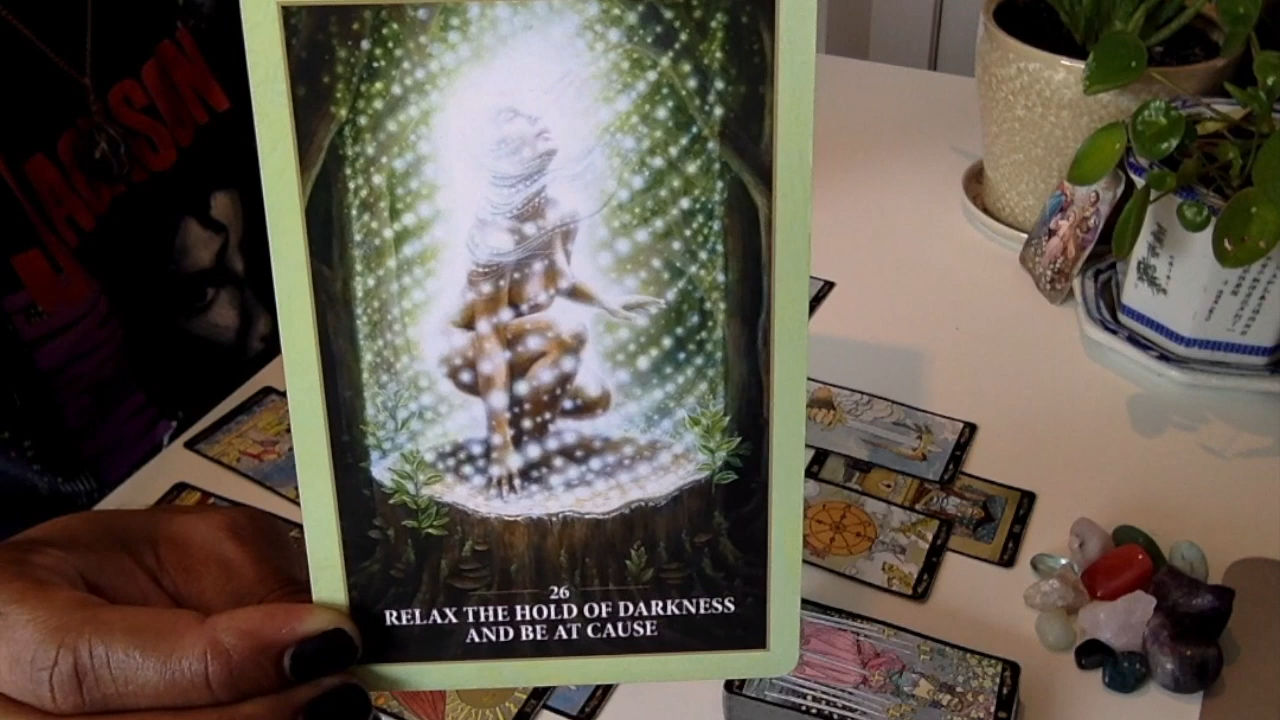 JACKSON
26
RELAX THE HOLD OF DARKNESS
AND BE AT CAUSE